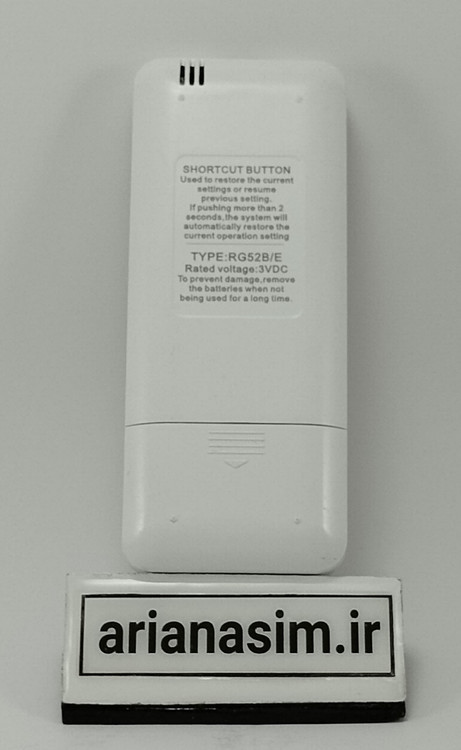 SHORTCUT BUTTON
Used to restore the current
settings or resume
previous setting.
If pushing more than 2
seconds,the system will
automatically restore the
current operation setting
TYPE:RG52B/E
Rated voltage:3VDC
To prevent damage,remove
the batteries when not
being used for a long time.
arianasim.ir